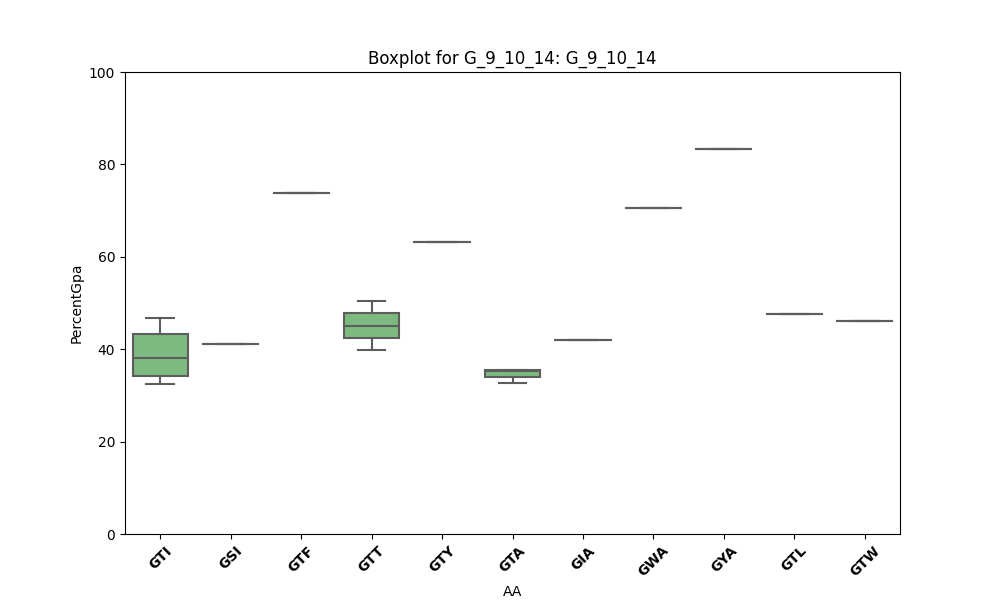 Boxplot for G_9_10_14: G_9_10_14
PercentGpa
100
80
60
40
20
0
GTI GSI GTF GTT GTY GTA GIA GWA GYA GTL GTW
AA